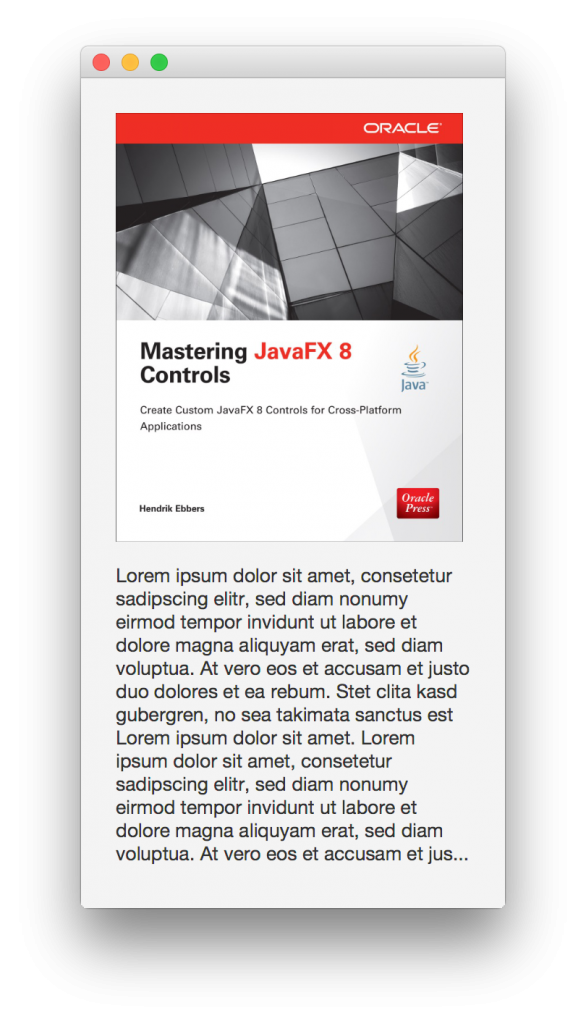 ORACLE®
Mastering JavaFX 8
Controls
Java™
Create Custom JavaFX 8 Controls for Cross-Platform
Applications
Hendrik Ebbers
Oracle
Press™
Lorem ipsum dolor sit amet, consetetur
sadipscing elitr, sed diam nonumy
eirmod tempor invidunt ut labore et
dolore magna aliquyam erat, sed diam
voluptua. At vero eos et accusam et justo
duo dolores et ea rebum. Stet clita kasd
gubergren, no sea takimata sanctus est
Lorem ipsum dolor sit amet. Lorem
ipsum dolor sit amet, consetetur
sadipscing elitr, sed diam nonumy
eirmod tempor invidunt ut labore et
dolore magna aliquyam erat, sed diam
voluptua. At vero eos et accusam et jus...